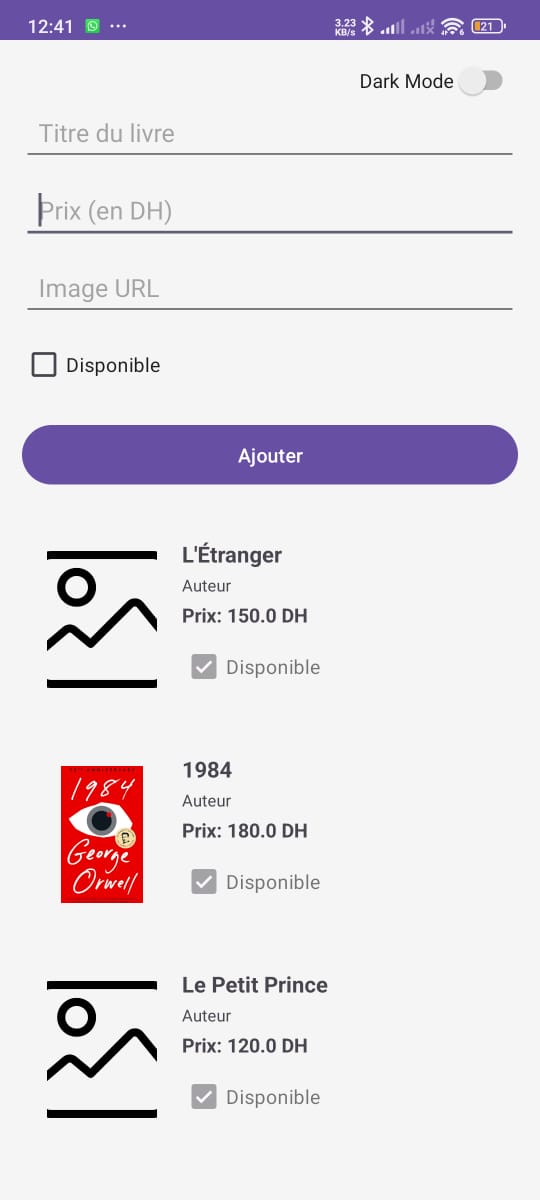 12:41 ... 3.23 KB/s 21
Dark Mode
Titre du livre
Prix (en DH)
Image URL
Disponible
Ajouter
L'Étranger
Auteur
Prix: 150.0 DH
Disponible
1984
Auteur
Prix: 180.0 DH
Disponible
1984
George
Orwell
Le Petit Prince
Auteur
Prix: 120.0 DH
Disponible